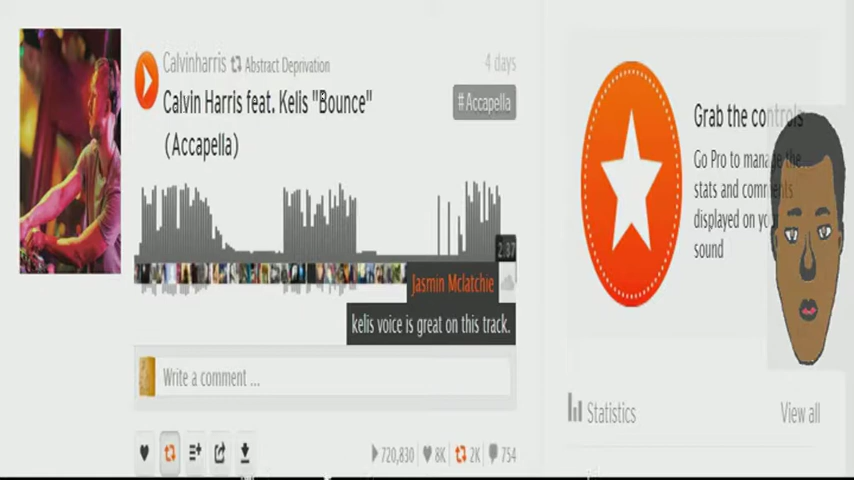 Calvinharris Abstract Deprivation
4 days
Calvin Harris feat. Kelis "Bounce"
(Accapella)
# Accapella
2.37
Jasmin Mclatchie
kelis voice is great on this track.
Write a comment ...
720,830 8K 2K 754
Grab the controls
Go Pro to manage the
stats and comments
displayed on your
sound
Statistics
View all